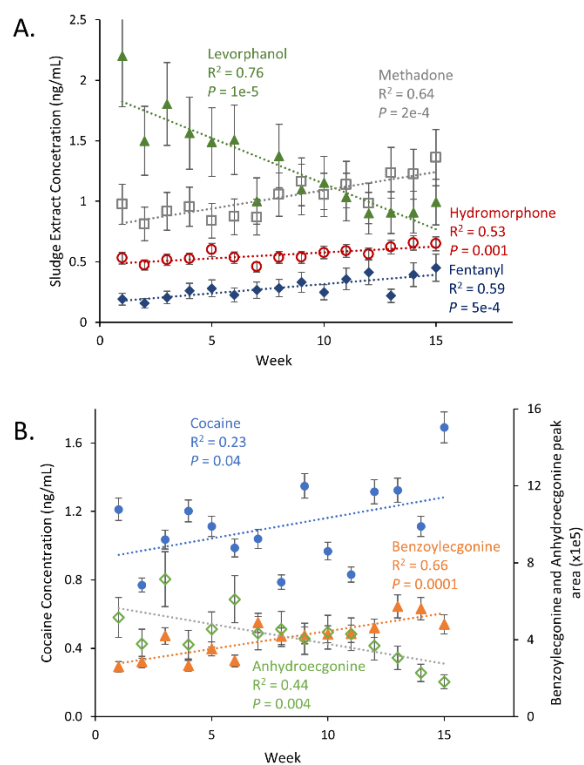 A.
Sludge Extract Concetration (ng/mL)
2.5
2
1.5
1
0.5
0
Levorphanol
R² = 0.76
P = 1e-5
Methadone
R² = 0.64
P = 2e-4
Hydromorphone
R² = 0.53
P = 0.001
Fentanyl
R² = 0.59
P = 5e-4
0 5 10 15
Week
B.
Cocaine Concentration (ng/mL)
1.6
1.2
0.8
0.4
0.0
Cocaine
R² = 0.23
P = 0.04
Benzoylecgonine
R² = 0.66
P = 0.0001
Anhydroecgonine
R² = 0.44
P = 0.004
16
12
8
4
0
Benzoylecgonine and Anhydroecgonine peak
area (x1e5)
0 5 10 15
Week